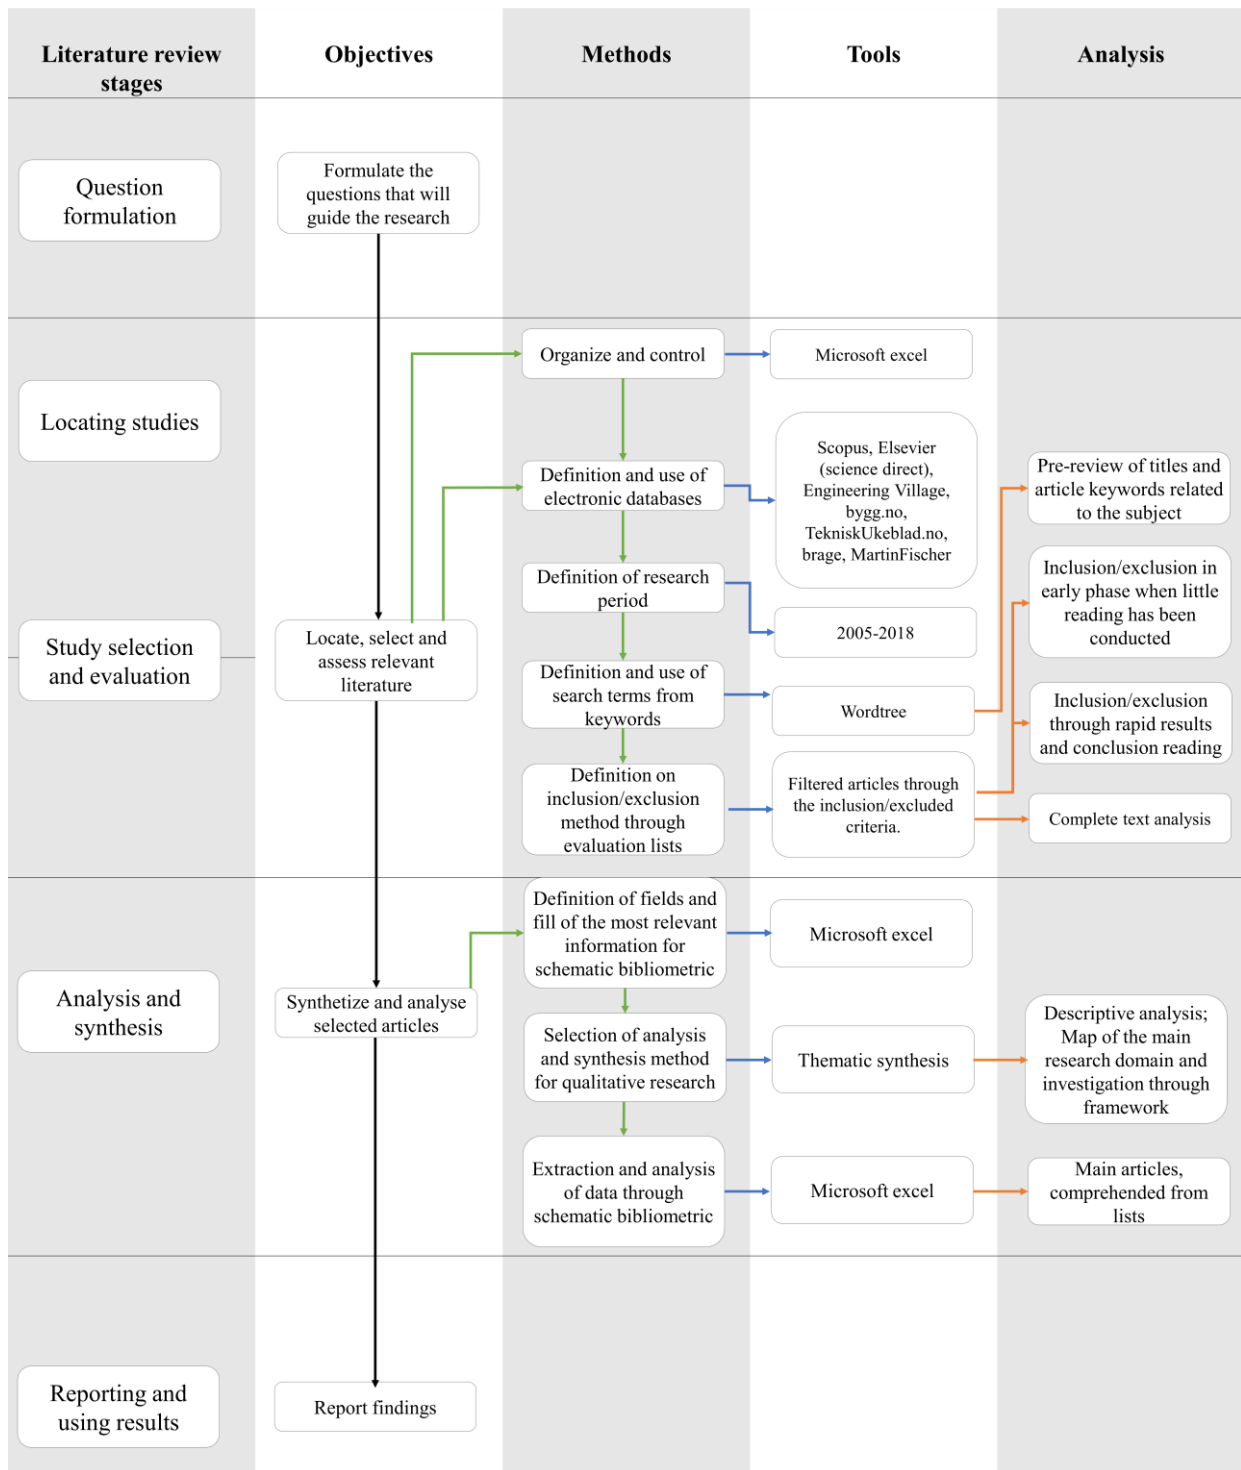 Literature review
stages
Objectives
Methods
Tools
Analysis
Question
formulation
Formulate the
questions that will
guide the research
Locating studies
Organize and control
Microsoft excel
Definition and use of
electronic databases
Scopus, Elsevier
(science direct),
Engineering Village,
bygg.no,
TekniskUkeblad.no,
brage, MartinFischer
Pre-review of titles and
article keywords related
to the subject
Definition of research
period
2005-2018
Inclusion/exclusion in
early phase when little
reading has been
conducted
Study selection
and evaluation
Locate, select and
assess relevant
literature
Definition and use of
search terms from
keywords
Wordtree
Inclusion/exclusion
through rapid results
and conclusion reading
Definition on
inclusion/exclusion
method through
evaluation lists
Filtered articles through
the inclusion/excluded
criteria.
Complete text analysis
Analysis and
synthesis
Synthetize and analyse
selected articles
Definition of fields and
fill of the most relevant
information for
schematic bibliometric
Microsoft excel
Selection of analysis
and synthesis method
for qualitative research
Thematic synthesis
Descriptive analysis;
Map of the main
research domain and
investigation through
framework
Extraction and analysis
of data through
schematic bibliometric
Microsoft excel
Main articles,
comprehended from
lists
Reporting and
using results
Report findings